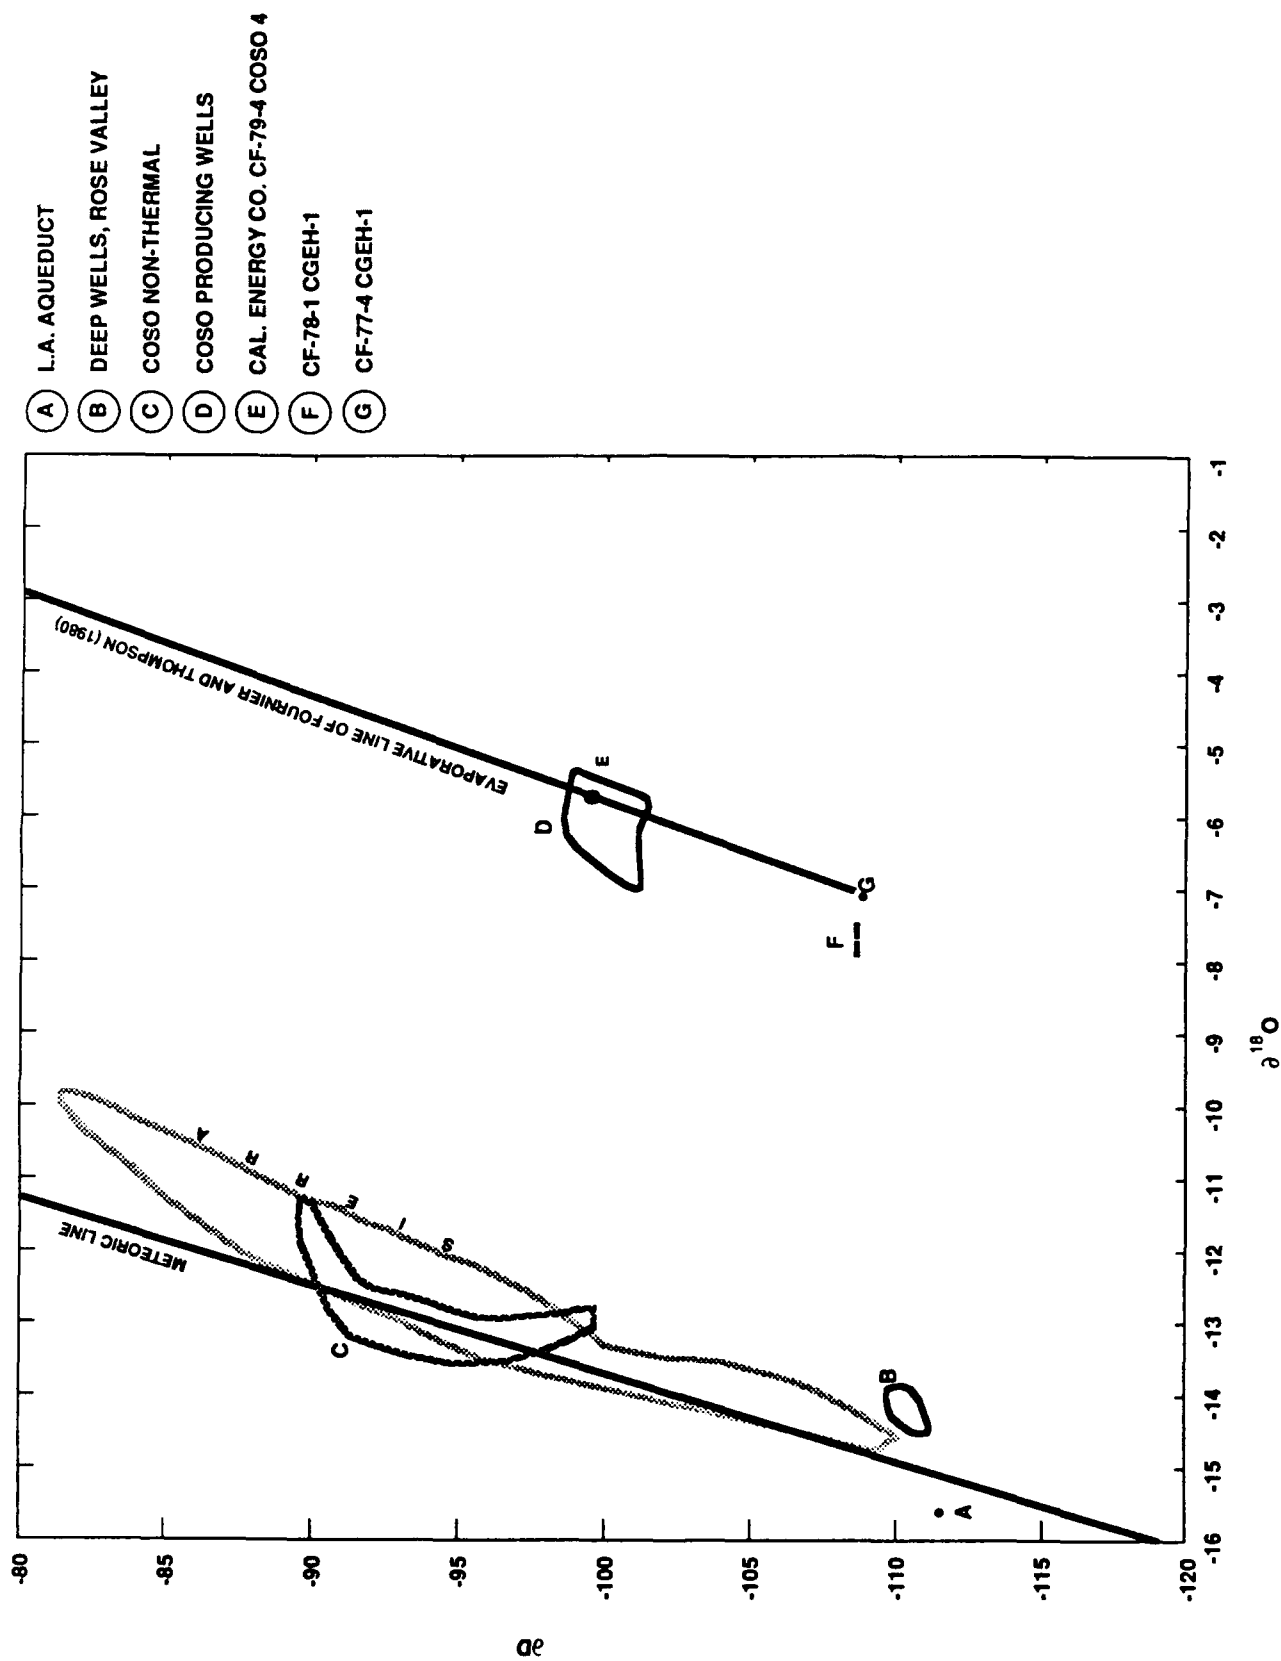 A L.A. AQUEDUCT
B DEEP WELLS, ROSE VALLEY
C COSO NON-THERMAL
D COSO PRODUCING WELLS
E CAL. ENERGY CO. CF-79-4 COSO 4
F CF-78-1 CGEH-1
G CF-77-4 CGEH-1
∂D
-80
-85
-90
-95
-100
-105
-110
-115
-120
METEORIC LINE
EVAPORATIVE LINE OF FOURNIER AND THOMPSON (1980)
SIERRA
C
D
E
B
A
F
G
-16
-15
-14
-13
-12
-11
-10
-9
-8
-7
-6
-5
-4
-3
-2
-1
∂ ¹⁸O